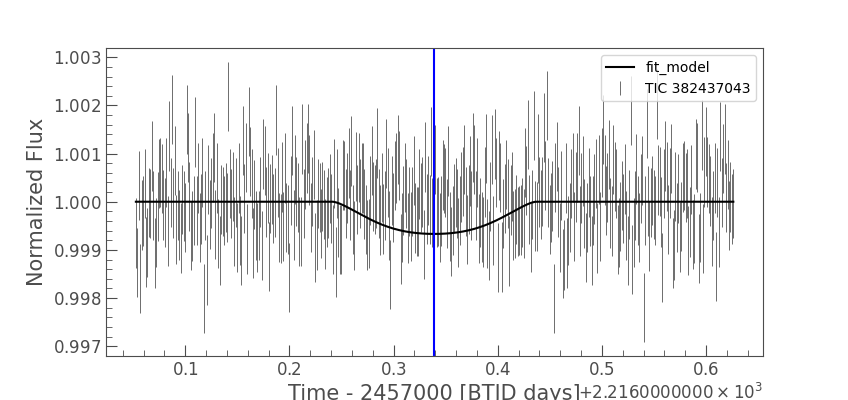 fit_model
TIC 382437043
Normalized Flux
1.003
1.002
1.001
1.000
0.999
0.998
0.997
0.1 0.2 0.3 0.4 0.5 0.6
Time - 2457000 [BTJD days]
+2.2160000000 × 10³